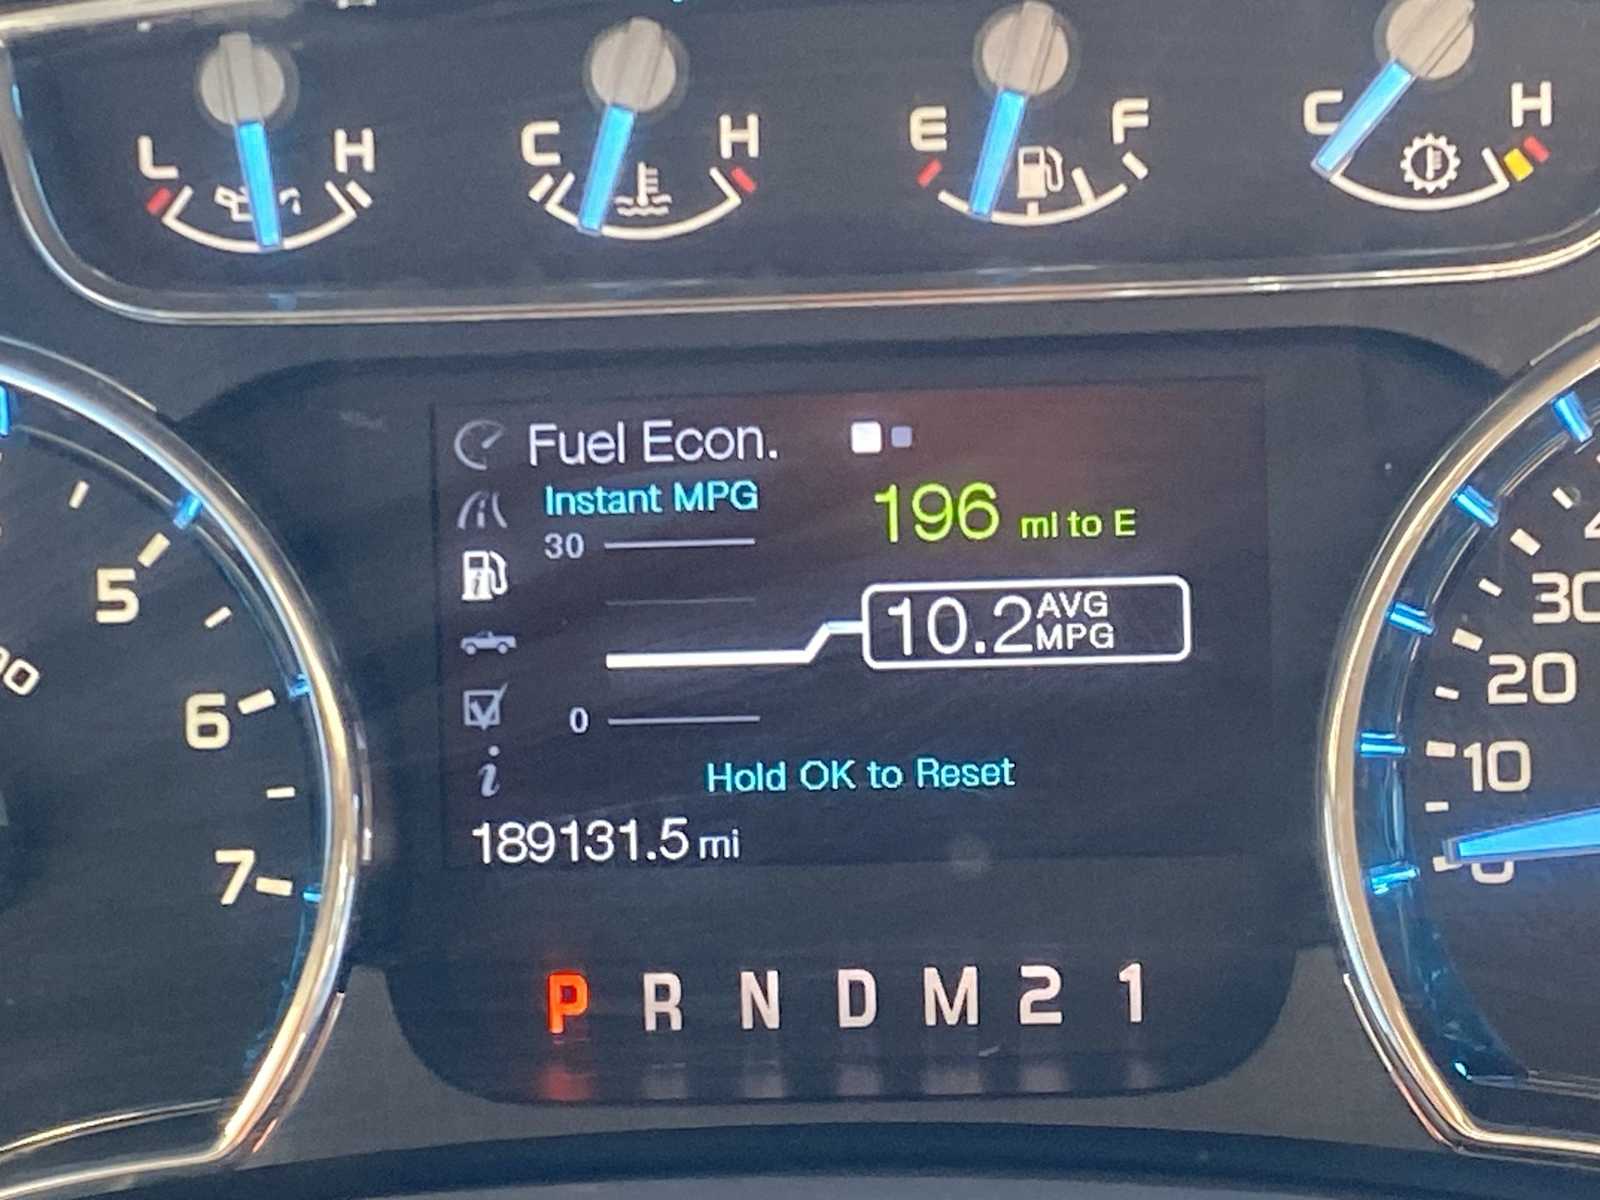 L H C H E F C H
Fuel Econ.
Instant MPG
196 mi to E
30
10.2 AVG
MPG
0
Hold OK to Reset
189131.5 mi
5
6
7
30
20
10
0
P R N D M 2 1